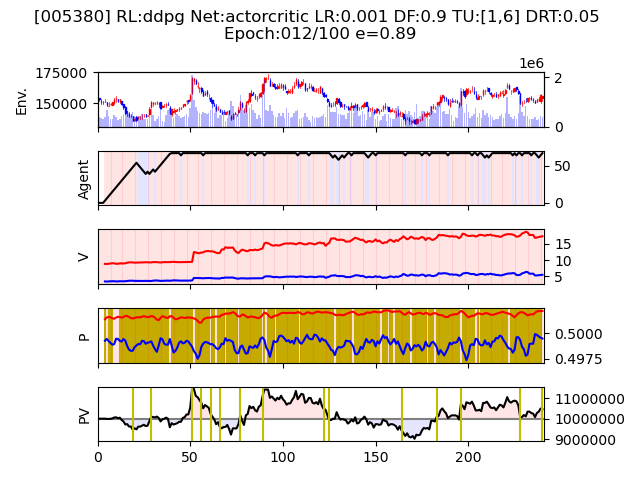 [005380] RL:ddpg Net:actorcritic LR:0.001 DF:0.9 TU:[1,6] DRT:0.05
Epoch:012/100 e=0.89
1e6
175000
150000
Env.
2
0
Agent
50
0
V
15
10
5
P
0.5000
0.4975
PV
11000000
10000000
9000000
0 50 100 150 200